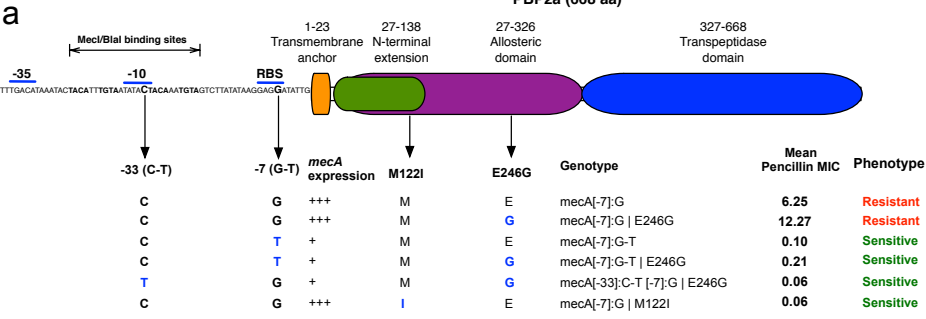 a
1-23
Transmembrane
anchor
27-138
N-terminal
extension
27-326
Allosteric
domain
327-668
Transpeptidase
domain
MecI/BlaI binding sites
-35
-10
RBS
TTTGACATAAATACTACATTTGTAATATACTACAAATGTAGTCTTATATAAGGAGGATATTG
-33 (C-T)
-7 (G-T)
mecA
expression
M122I
E246G
Genotype
Mean
Pencillin MIC
Phenotype
C G +++ M E mecA[-7]:G 6.25 Resistant
C G +++ M G mecA[-7]:G | E246G 12.27 Resistant
C T + M E mecA[-7]:G-T 0.10 Sensitive
C T + M G mecA[-7]:G-T | E246G 0.21 Sensitive
T G + M G mecA[-33]:C-T [-7]:G | E246G 0.06 Sensitive
C G +++ I E mecA[-7]:G | M122I 0.06 Sensitive